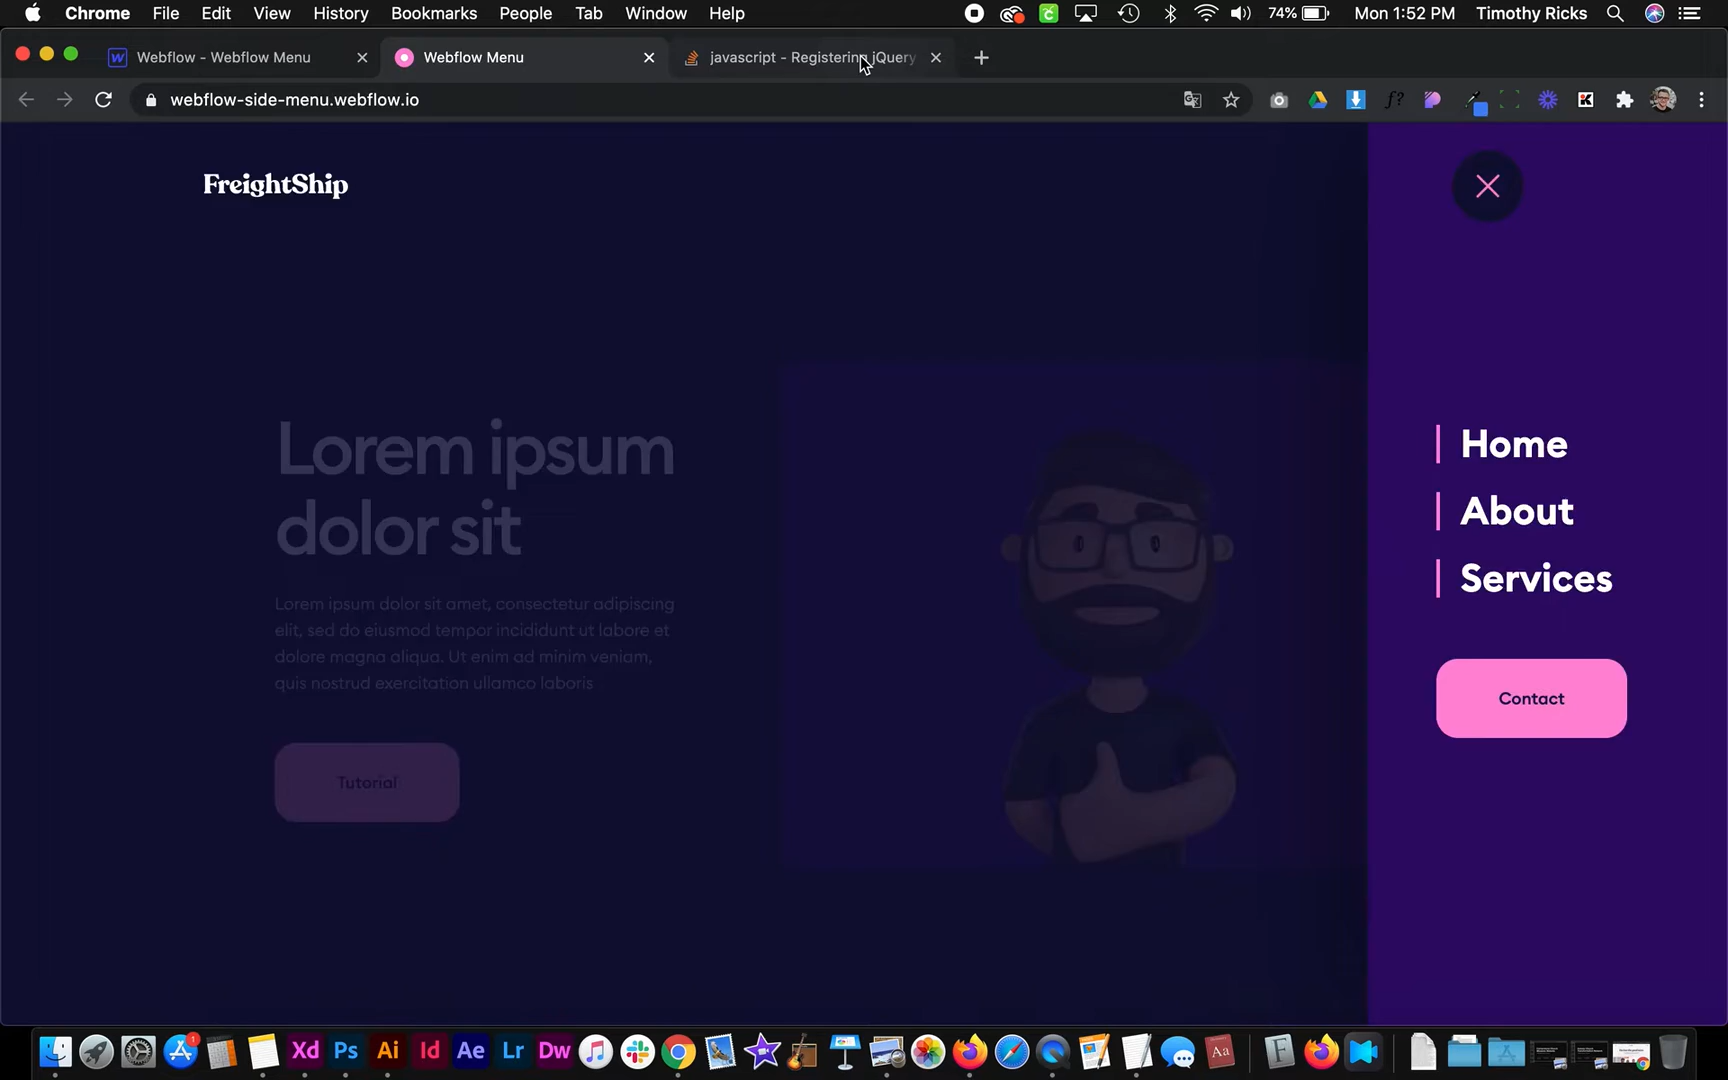 Chrome File Edit View History Bookmarks People Tab Window Help 74% Mon 1:52 PM Timothy Ricks
Webflow - Webflow Menu Webflow Menu javascript - Registering jQuery
webflow-side-menu.webflow.io
FreightShip
Lorem ipsum
dolor sit
Lorem ipsum dolor sit amet, consectetur adipiscing
elit, sed do eiusmod tempor incididunt ut labore et
dolore magna aliqua. Ut enim ad minim veniam,
quis nostrud exercitation ullamco laboris
Tutorial
Home
About
Services
Contact
1
Xd Ps Ai Id Ae Lr Dw Aa F